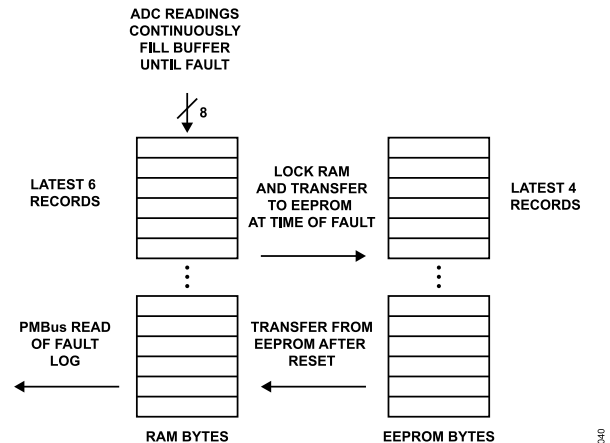 ADC READINGS
CONTINUOUSLY
FILL BUFFER
UNTIL FAULT
8
LATEST 6
RECORDS
LOCK RAM
AND TRANSFER
TO EEPROM
AT TIME OF FAULT
LATEST 4
RECORDS
PMBus READ
OF FAULT
LOG
TRANSFER FROM
EEPROM AFTER
RESET
RAM BYTES
EEPROM BYTES
340